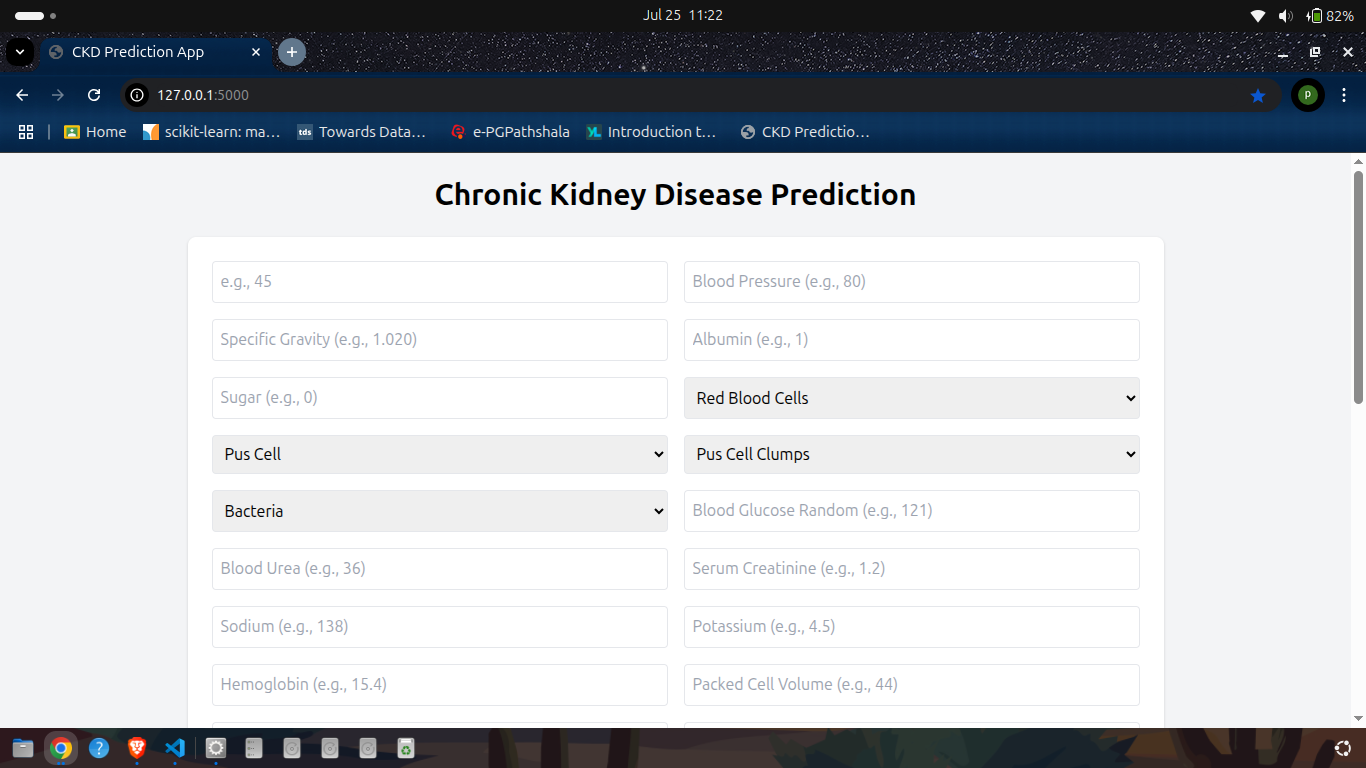 Jul 25 11:22
82%
CKD Prediction App
127.0.0.1:5000
P
Home
scikit-learn: ma...
tds
Towards Data...
e-PGPathshala
Introduction t...
CKD Predictio...
Chronic Kidney Disease Prediction
e.g., 45
Blood Pressure (e.g., 80)
Specific Gravity (e.g., 1.020)
Albumin (e.g., 1)
Sugar (e.g., 0)
Red Blood Cells
Pus Cell
Pus Cell Clumps
Bacteria
Blood Glucose Random (e.g., 121)
Blood Urea (e.g., 36)
Serum Creatinine (e.g., 1.2)
Sodium (e.g., 138)
Potassium (e.g., 4.5)
Hemoglobin (e.g., 15.4)
Packed Cell Volume (e.g., 44)